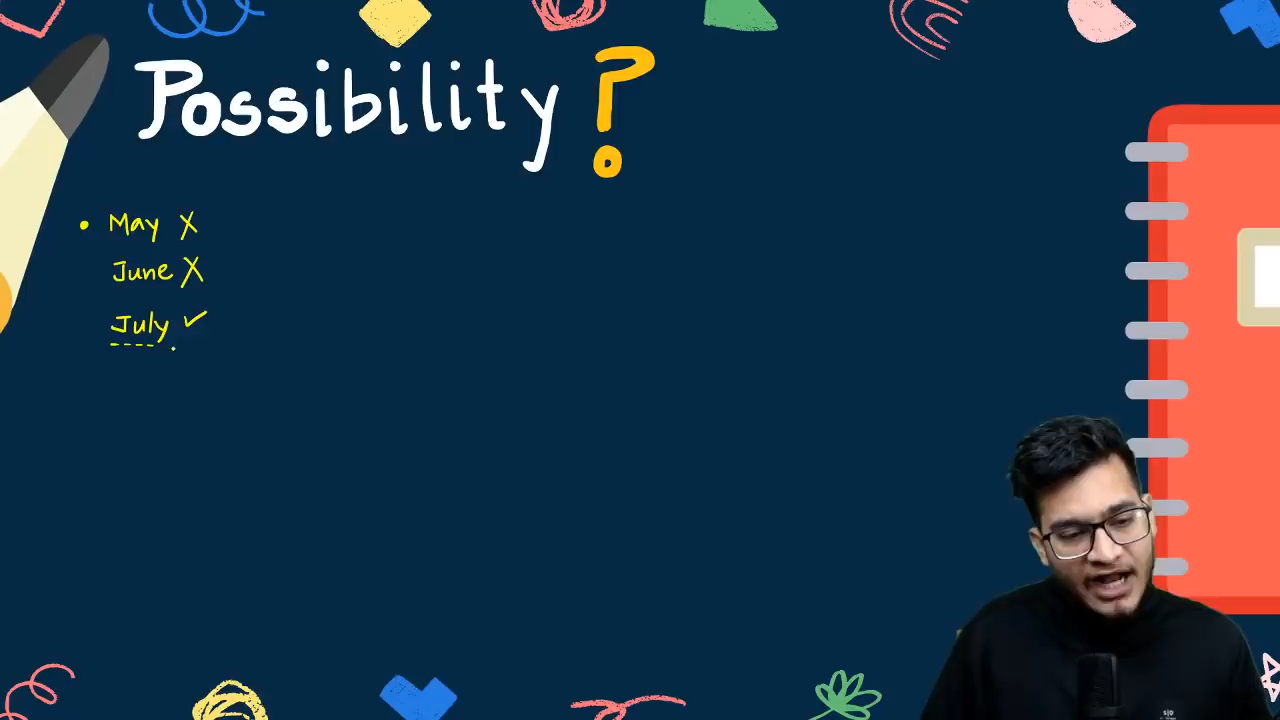 Possibility ?
• May X
June X
July ✓